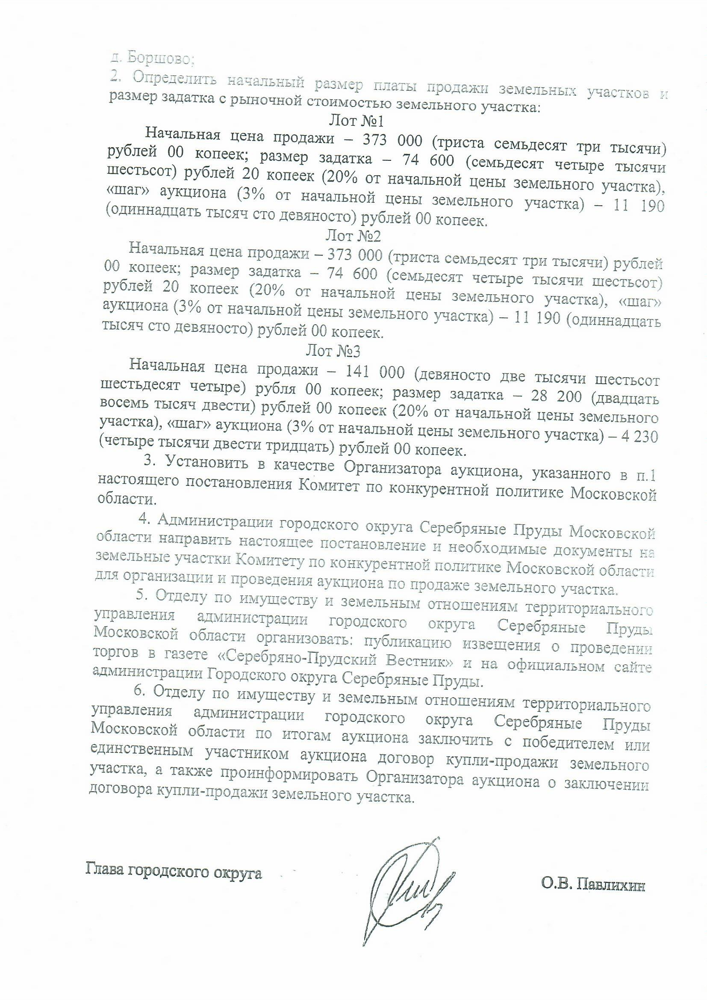 д. Боршово;
2. Определить начальный размер платы продажи земельных участков и
размер задатка с рыночной стоимостью земельного участка:
Лот №1
Начальная цена продажи – 373 000 (триста семьдесят три тысячи)
рублей 00 копеек; размер задатка – 74 600 (семьдесят четыре тысячи
шестьсот) рублей 20 копеек (20% от начальной цены земельного участка),
«шаг» аукциона (3% от начальной цены земельного участка) – 11 190
(одиннадцать тысяч сто девяносто) рублей 00 копеек.
Лот №2
Начальная цена продажи – 373 000 (триста семьдесят три тысячи) рублей
00 копеек; размер задатка – 74 600 (семьдесят четыре тысячи шестьсот)
рублей 20 копеек (20% от начальной цены земельного участка), «шаг»
аукциона (3% от начальной цены земельного участка) – 11 190 (одиннадцать
тысяч сто девяносто) рублей 00 копеек.
Лот №3
Начальная цена продажи – 141 000 (девяносто две тысячи шестьсот
шестьдесят четыре) рубля 00 копеек; размер задатка – 28 200 (двадцать
восемь тысяч двести) рублей 00 копеек (20% от начальной цены земельного
участка), «шаг» аукциона (3% от начальной цены земельного участка) – 4 230
(четыре тысячи двести тридцать) рублей 00 копеек.
3. Установить в качестве Организатора аукциона, указанного в п.1
настоящего постановления Комитет по конкурентной политике Московской
области.
4. Администрации городского округа Серебряные Пруды Московской
области направить настоящее постановление и необходимые документы на
земельные участки Комитету по конкурентной политике Московской области
для организации и проведения аукциона по продаже земельного участка.
5. Отделу по имуществу и земельным отношениям территориального
управления администрации городского округа Серебряные Пруды
Московской области организовать: публикацию извещения о проведении
торгов в газете «Серебряно-Прудский Вестник» и на официальном сайте
администрации Городского округа Серебряные Пруды.
6. Отделу по имуществу и земельным отношениям территориального
управления администрации городского округа Серебряные Пруды
Московской области по итогам аукциона заключить с победителем или
единственным участником аукциона договор купли-продажи земельного
участка, а также проинформировать Организатора аукциона о заключении
договора купли-продажи земельного участка.
Глава городского округа
О.В. Павлихин